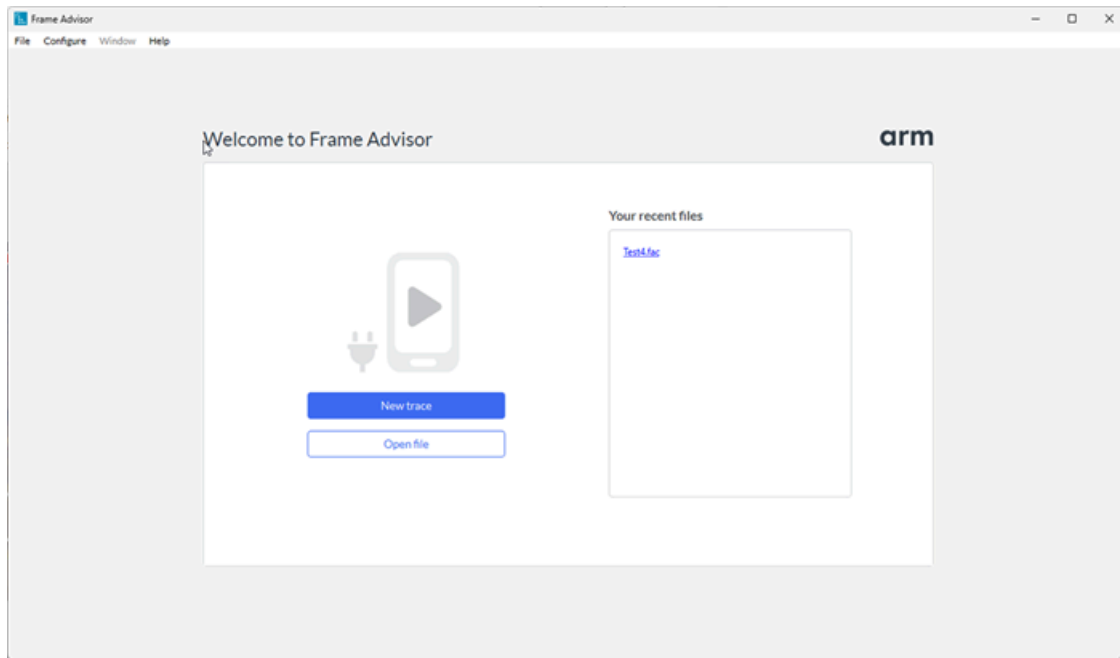 Frame Advisor
File Configure Window Help
Welcome to Frame Advisor
arm
Your recent files
Test4.fac
New trace
Open file